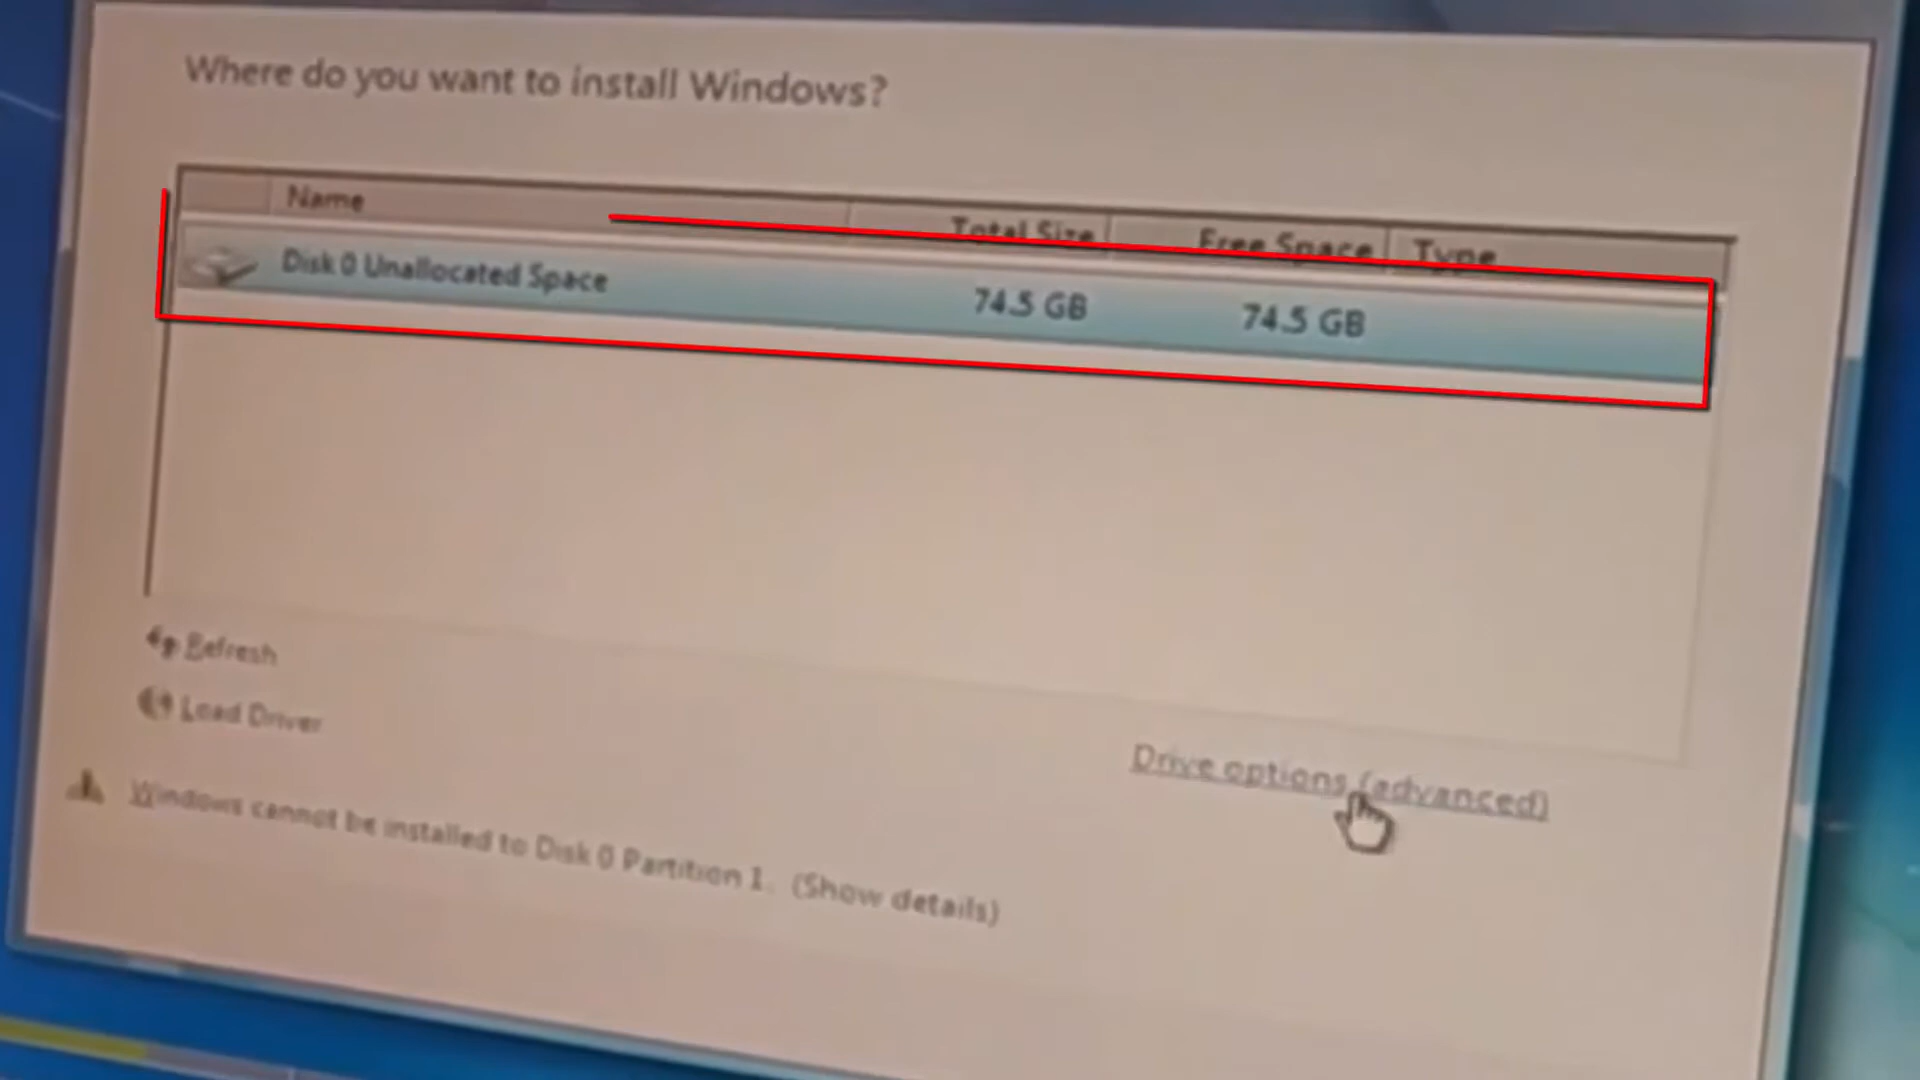 Where do you want to install Windows?
Name Total Size Free Space Type
Disk 0 Unallocated Space 74.5 GB 74.5 GB
Refresh
Load Driver
Drive options (advanced)
Windows cannot be installed to Disk 0 Partition 1. (Show details)